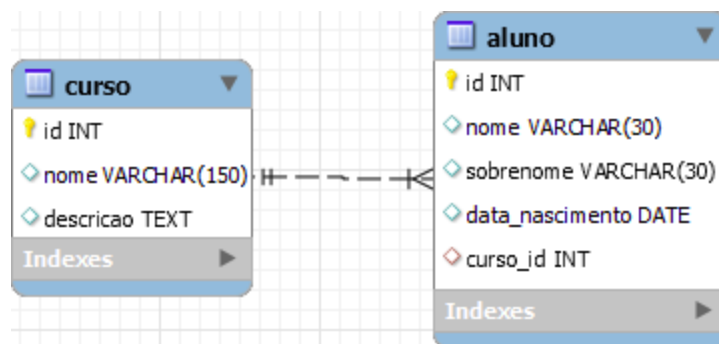 curso
id INT
nome VARCHAR(150)
descricao TEXT
Indexes
aluno
id INT
nome VARCHAR(30)
sobrenome VARCHAR(30)
data_nascimento DATE
curso_id INT
Indexes